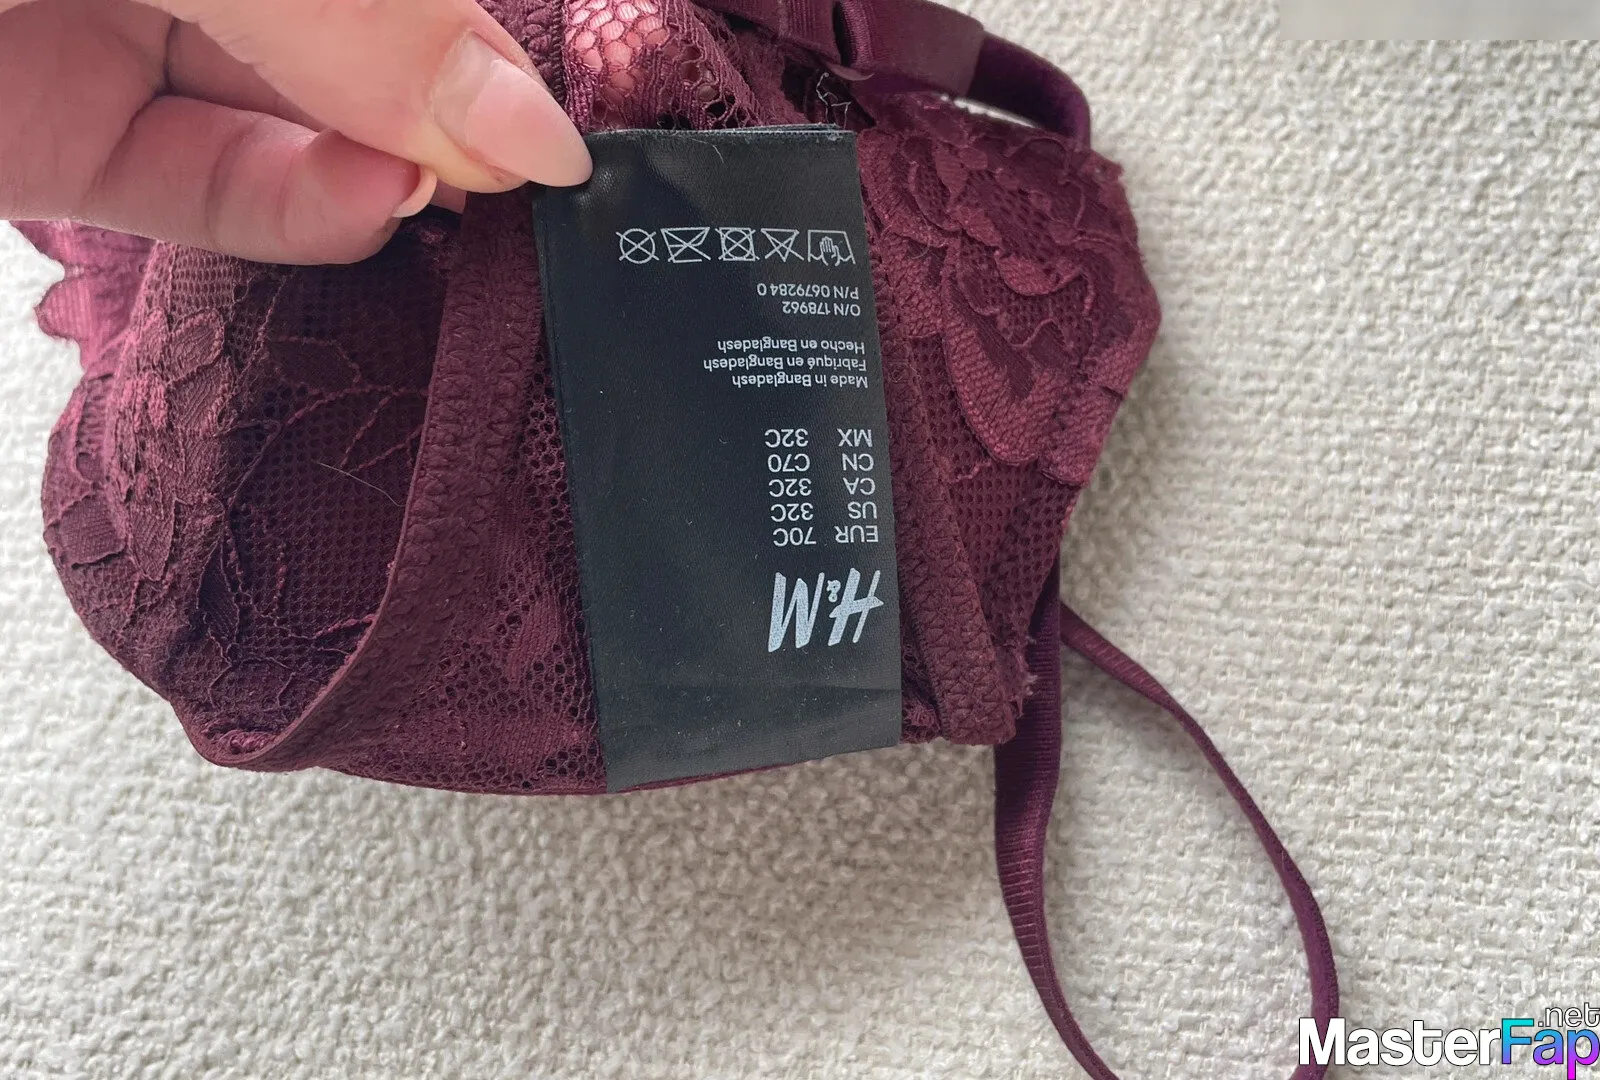 H&M
EUR 70C
US 32C
CA 32C
CN C70
MX 32C
Made in Bangladesh
Fabriqué en Bangladesh
Hecho en Bangladesh
O/N 178962
P/N 0679284 0
MasterFap.net